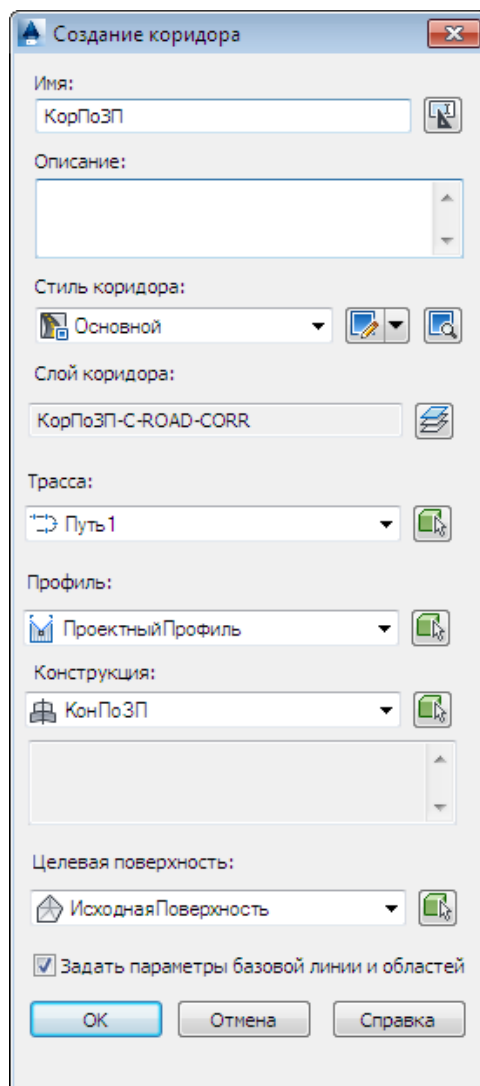 Создание коридора
Имя:
КорПоЗП
Описание:
Стиль коридора:
Основной
Слой коридора:
КорПоЗП-C-ROAD-CORR
Трасса:
Путь1
Профиль:
ПроектныйПрофиль
Конструкция:
КонПоЗП
Целевая поверхность:
ИсходнаяПоверхность
Задать параметры базовой линии и областей
ОК Отмена Справка